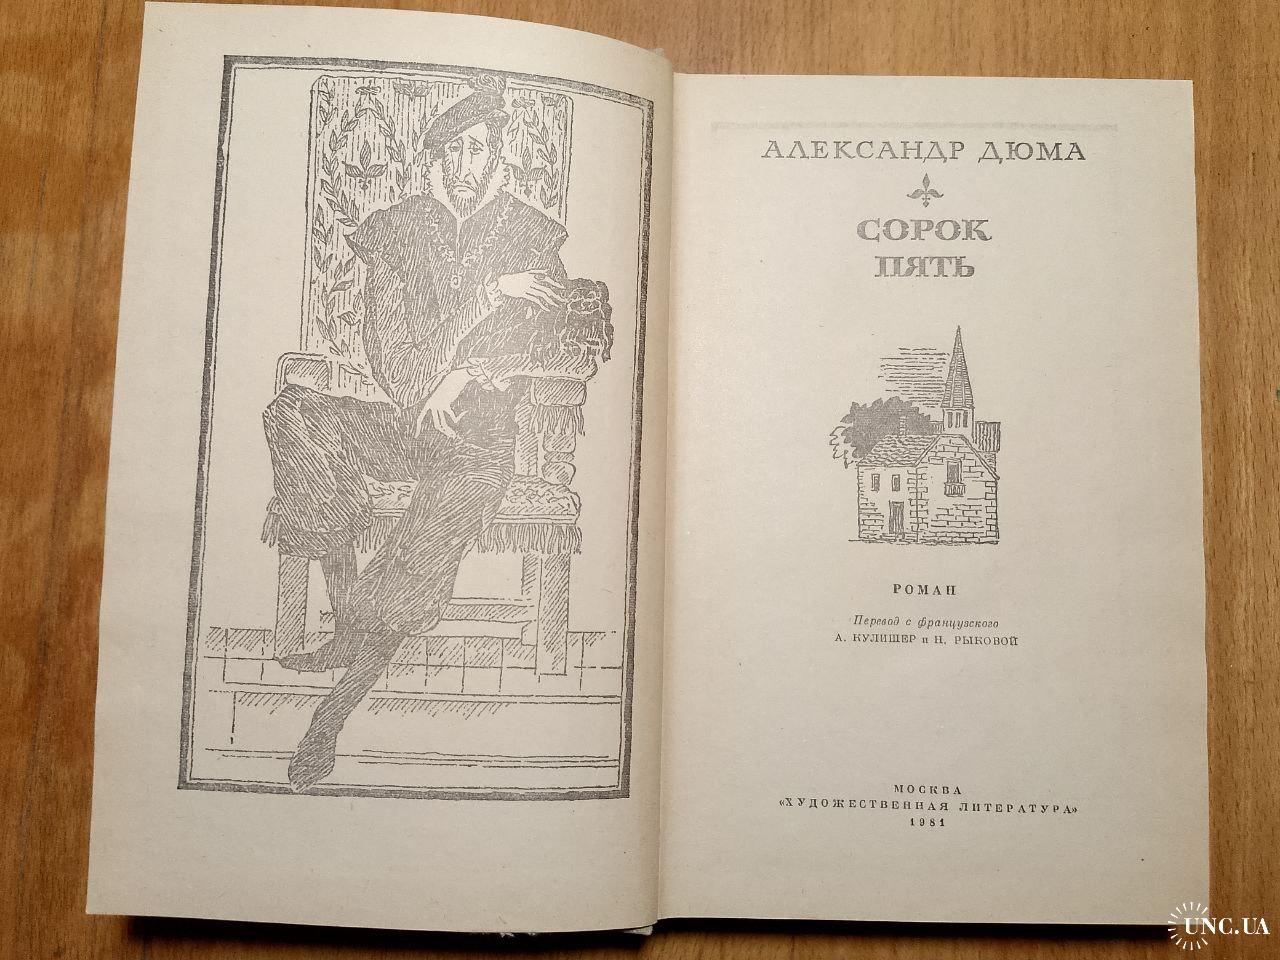 АЛЕКСАНДР ДЮМА
СОРОК
ПЯТЬ
РОМАН
Перевод с французского
А. КУЛИШЕР и Н. РЫКОВОЙ
МОСКВА
«ХУДОЖЕСТВЕННАЯ ЛИТЕРАТУРА»
1981
UNC.UA